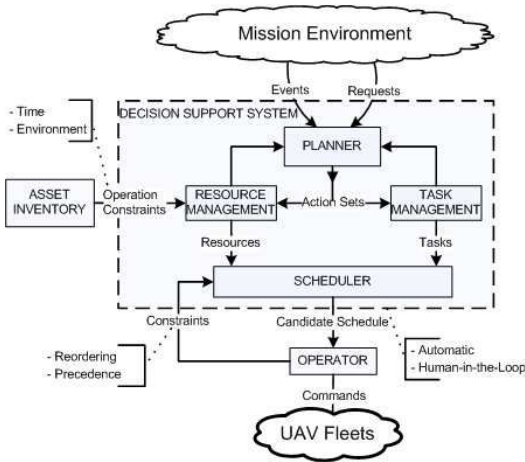 Mission Environment
Events
Requests
- Time
- Environment
DECISION SUPPORT SYSTEM
PLANNER
ASSET
INVENTORY
Operation
Constraints
RESOURCE
MANAGEMENT
Action Sets
TASK
MANAGEMENT
Resources
Tasks
SCHEDULER
Constraints
Candidate Schedule
- Reordering
- Precedence
OPERATOR
- Automatic
- Human-in-the-Loop
Commands
UAV Fleets